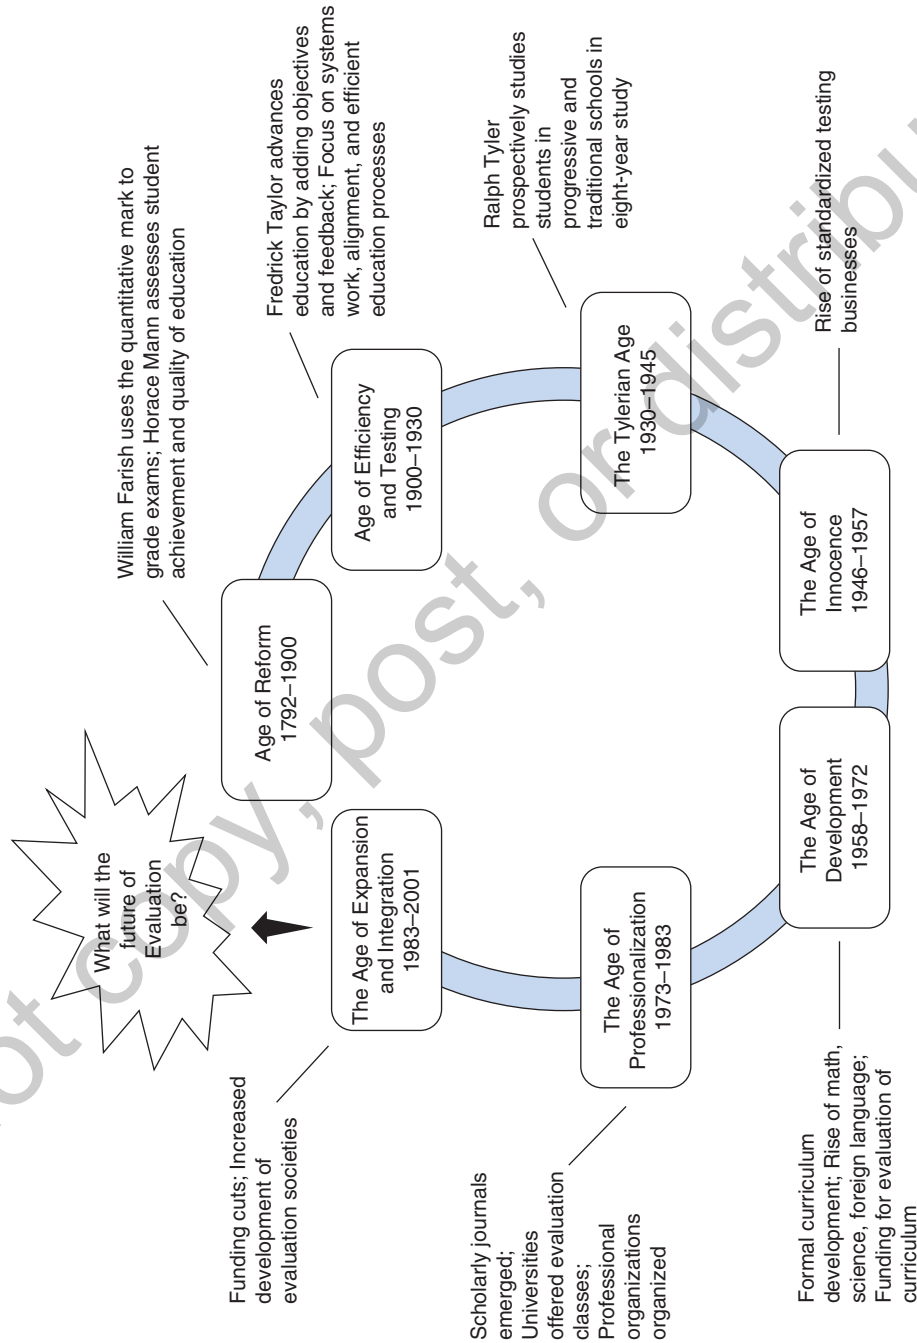 What will the
future of
Evaluation
be?
Age of Reform
1792–1900
William Farish uses the quantitative mark to
grade exams; Horace Mann assesses student
achievement and quality of education
Age of Efficiency
and Testing
1900–1930
Fredrick Taylor advances
education by adding objectives
and feedback; Focus on systems
work, alignment, and efficient
education processes
The Tylerian Age
1930–1945
Ralph Tyler
prospectively studies
students in
progressive and
traditional schools in
eight-year study
The Age of
Innocence
1946–1957
Rise of standardized testing
businesses
The Age of
Development
1958–1972
Formal curriculum
development; Rise of math,
science, foreign language;
Funding for evaluation of
curriculum
The Age of
Professionalization
1973–1983
Scholarly journals
emerged;
Universities
offered evaluation
classes;
Professional
organizations
organized
The Age of Expansion
and Integration
1983–2001
Funding cuts; Increased
development of
evaluation societies
copy, post, or